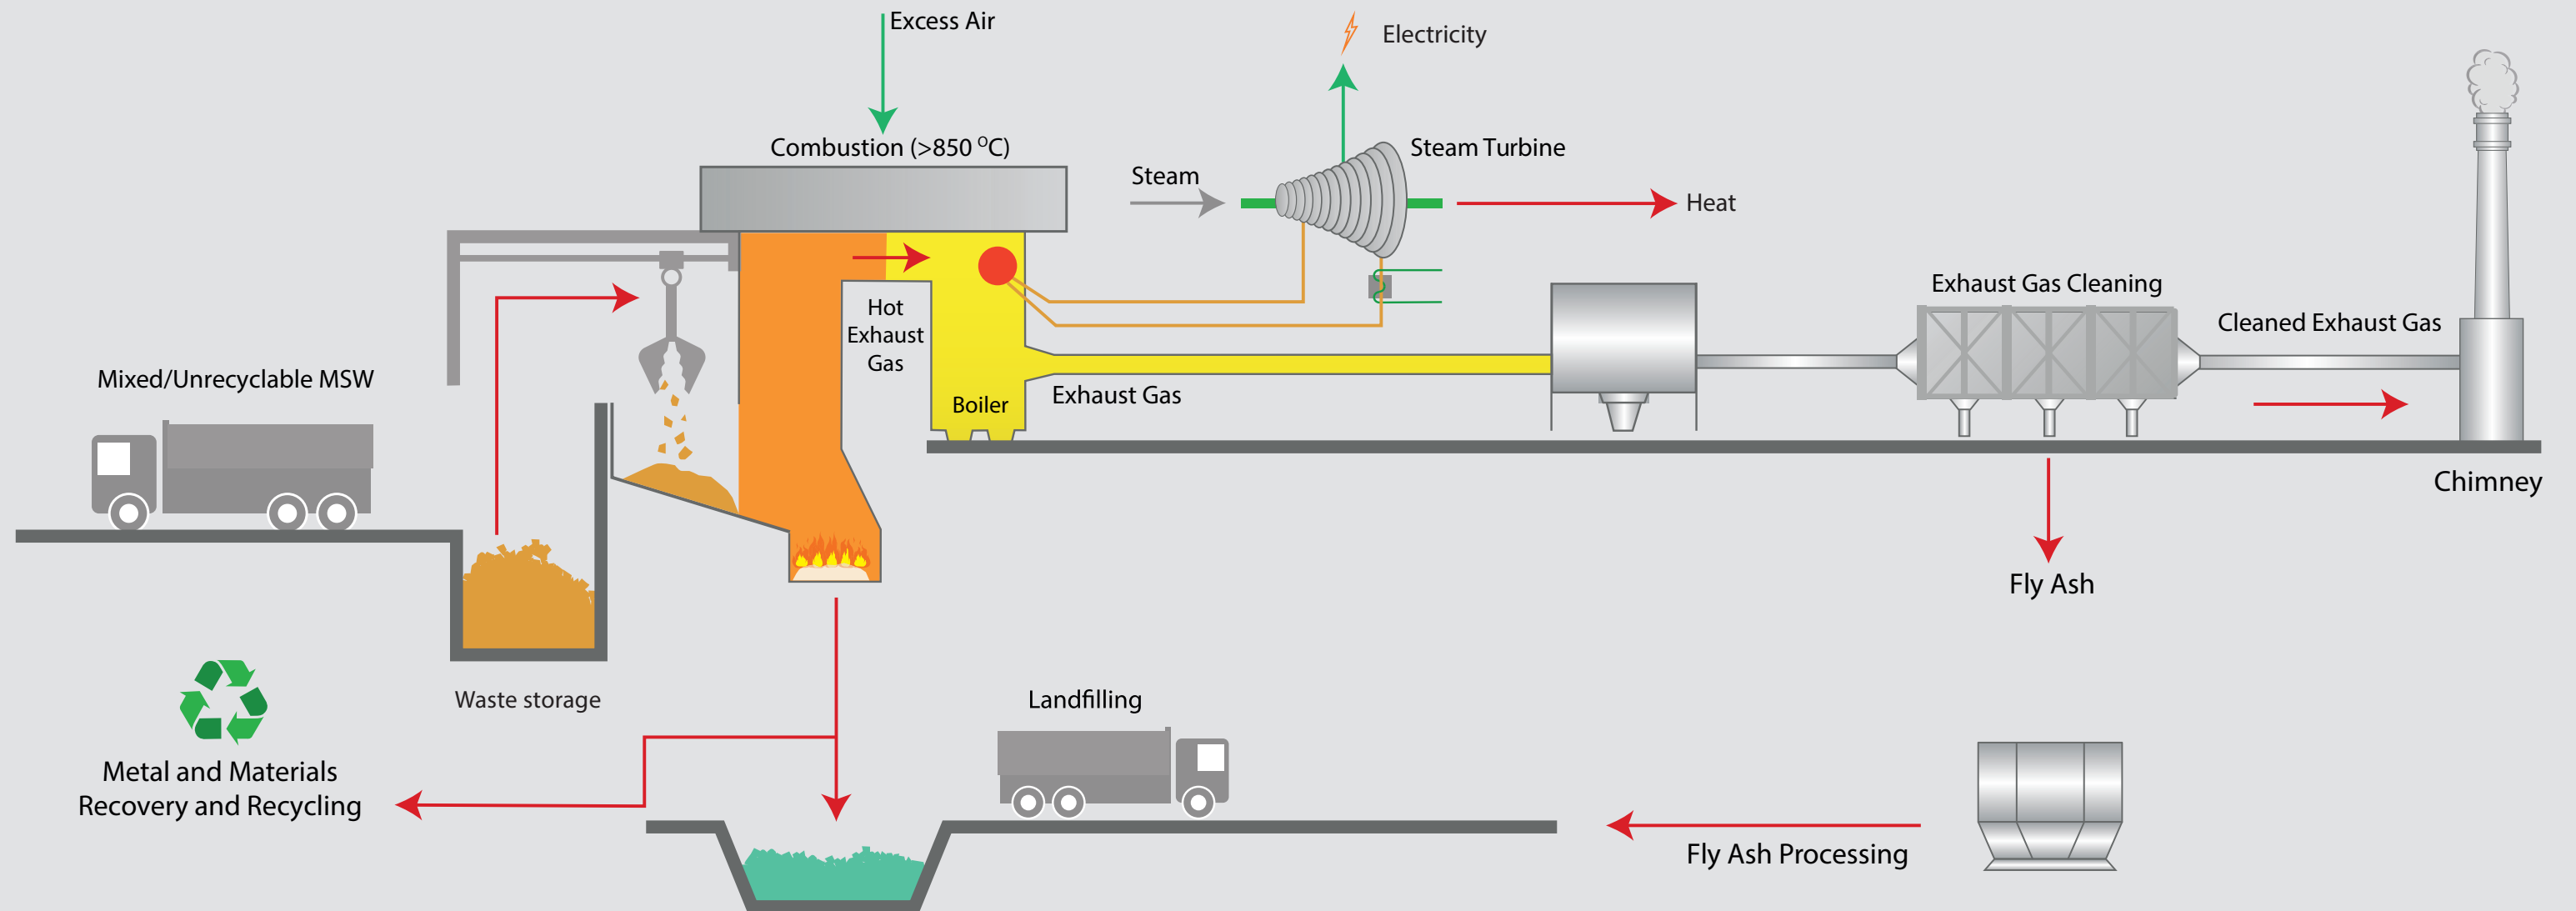 Excess Air
Electricity
Combustion (>850 °C)
Steam Turbine
Steam
Heat
Exhaust Gas Cleaning
Hot
Exhaust
Gas
Cleaned Exhaust Gas
Mixed/Unrecyclable MSW
Boiler
Exhaust Gas
Chimney
Fly Ash
Waste storage
Landfilling
Metal and Materials
Recovery and Recycling
Fly Ash Processing